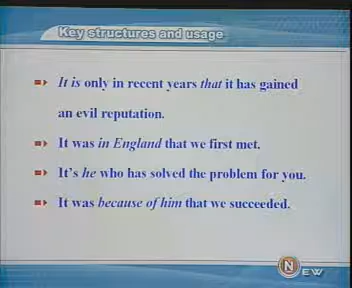 Key structures and usage
It is only in recent years that it has gained
an evil reputation.
It was in England that we first met.
It's he who has solved the problem for you.
It was because of him that we succeeded.
NEW